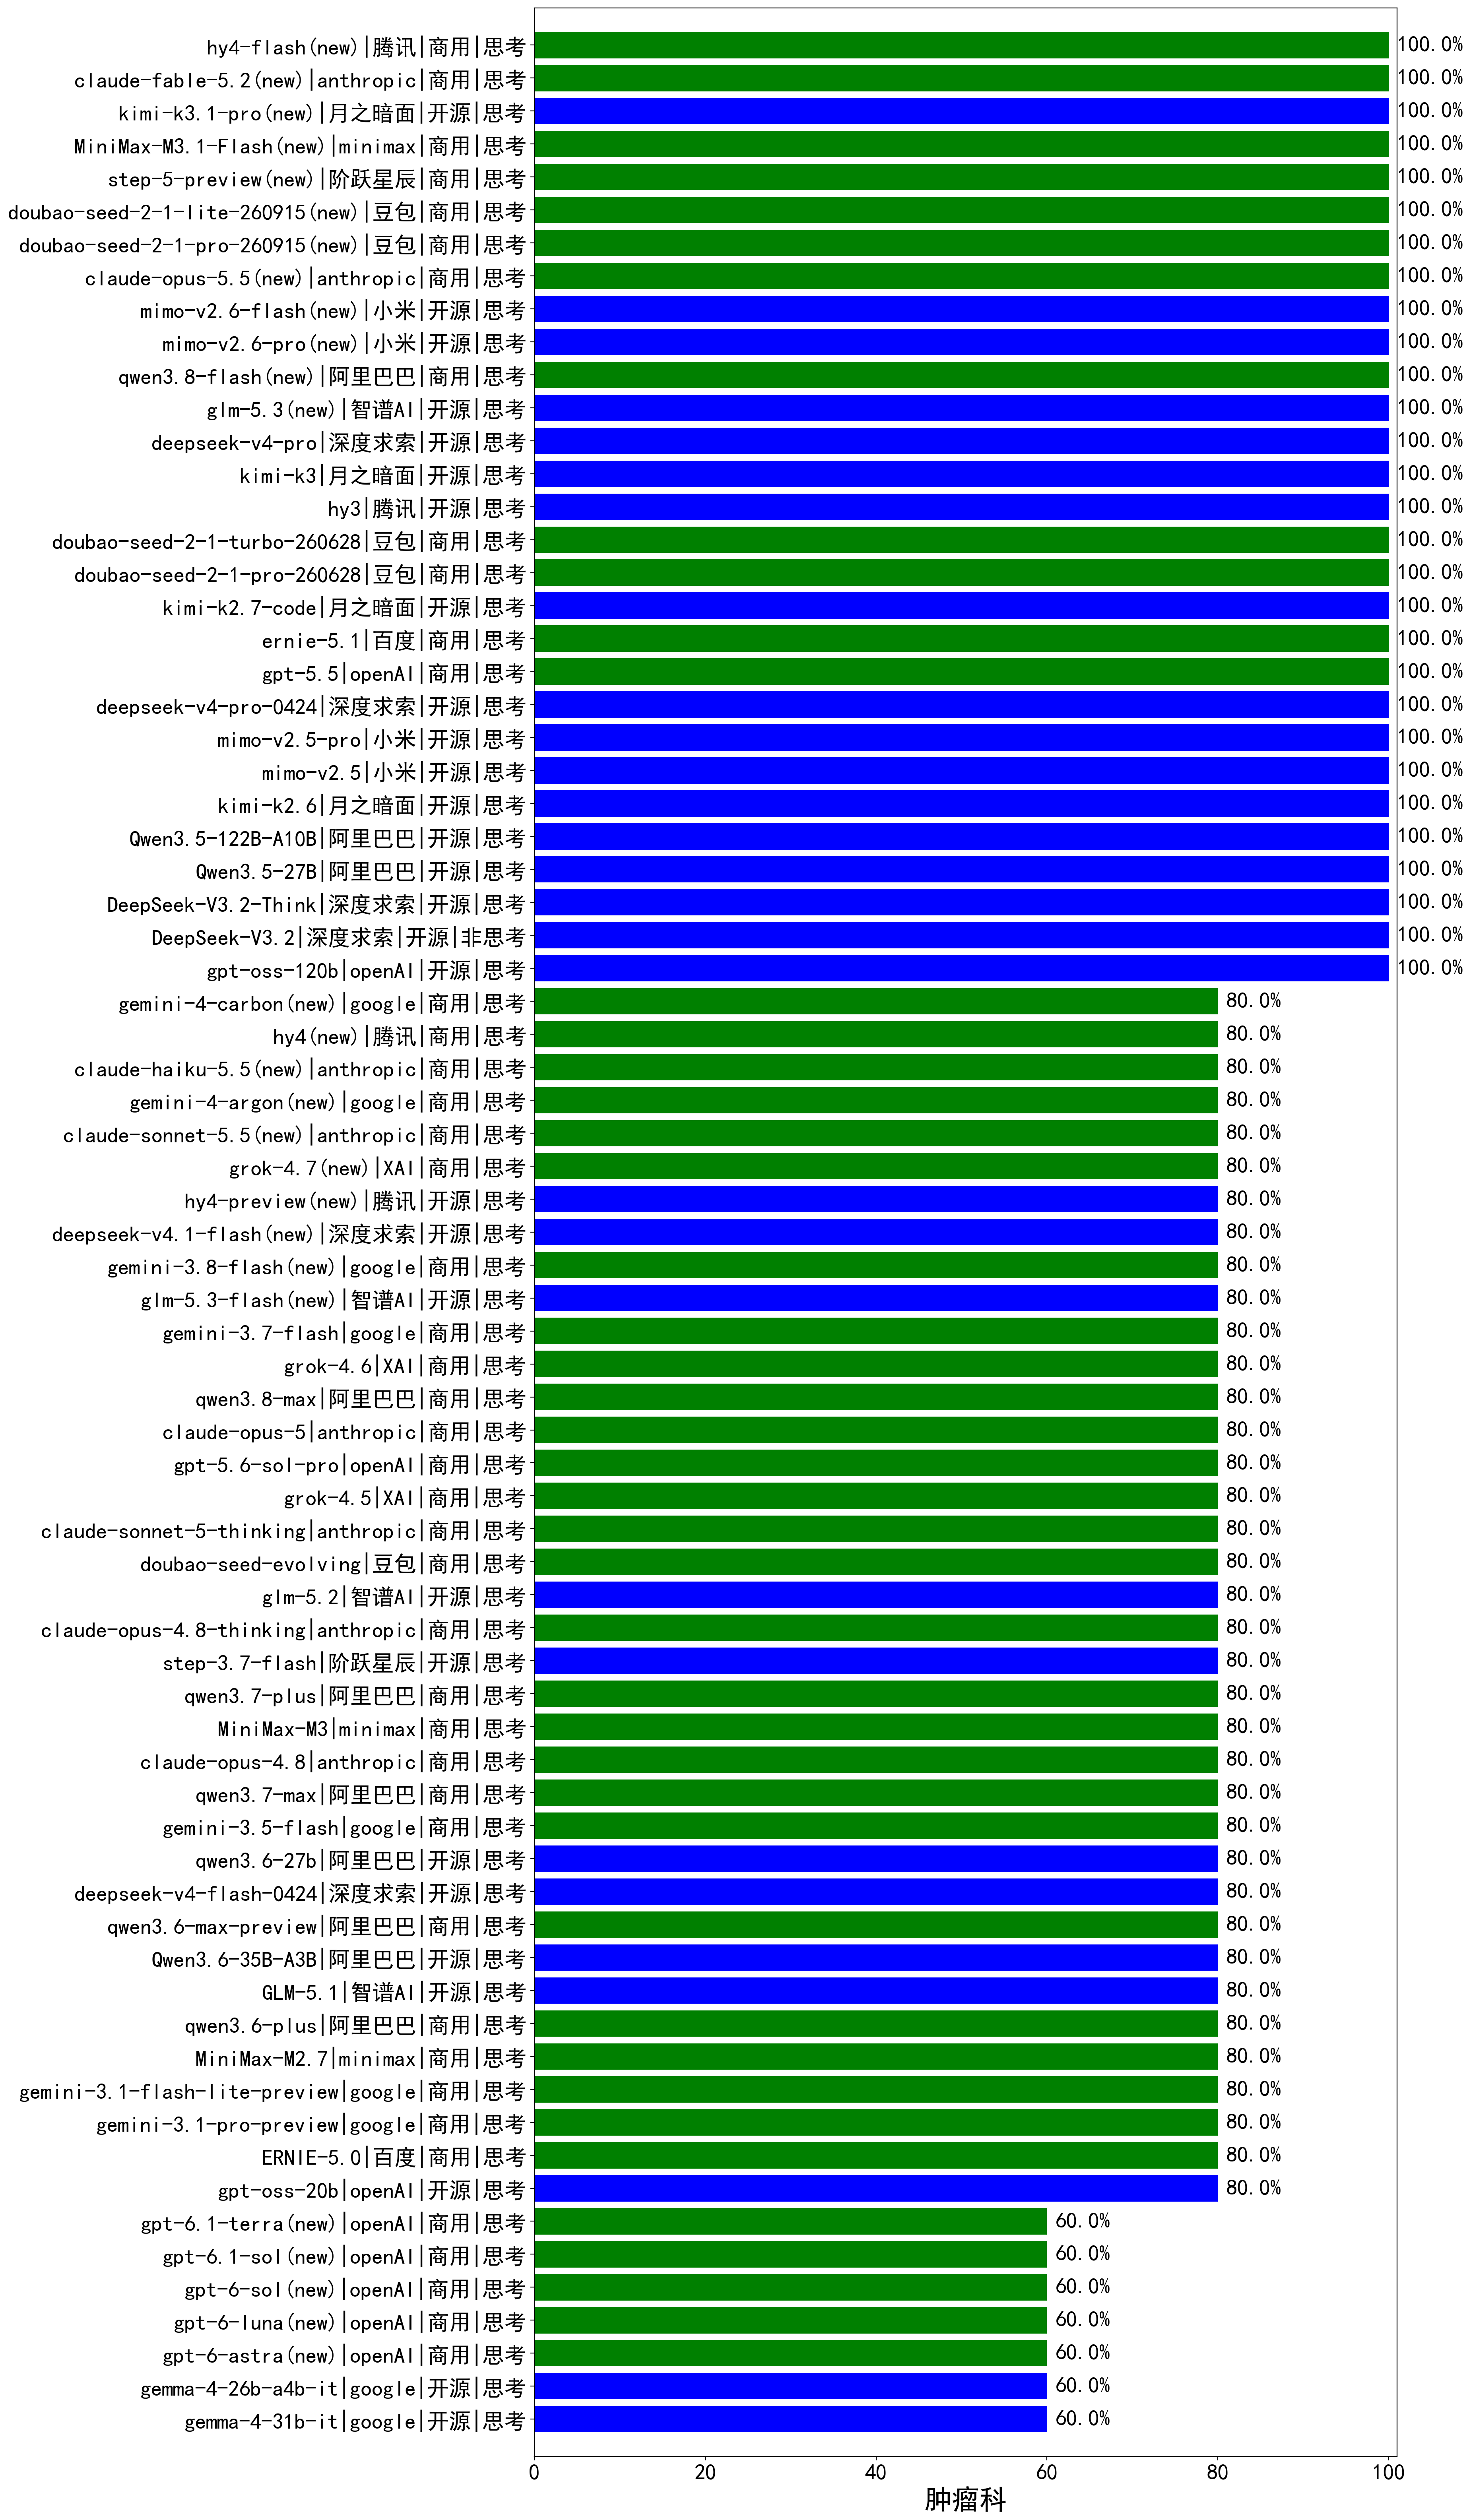 hy4-flash(new)|腾讯|商用|思考 100.0%
claude-fable-5.2(new)|anthropic|商用|思考 100.0%
kimi-k3.1-pro(new)|月之暗面|开源|思考 100.0%
MiniMax-M3.1-Flash(new)|minimax|商用|思考 100.0%
step-5-preview(new)|阶跃星辰|商用|思考 100.0%
doubao-seed-2-1-lite-260915(new)|豆包|商用|思考 100.0%
doubao-seed-2-1-pro-260915(new)|豆包|商用|思考 100.0%
claude-opus-5.5(new)|anthropic|商用|思考 100.0%
mimo-v2.6-flash(new)|小米|开源|思考 100.0%
mimo-v2.6-pro(new)|小米|开源|思考 100.0%
qwen3.8-flash(new)|阿里巴巴|商用|思考 100.0%
glm-5.3(new)|智谱AI|开源|思考 100.0%
deepseek-v4-pro|深度求索|开源|思考 100.0%
kimi-k3|月之暗面|开源|思考 100.0%
hy3|腾讯|开源|思考 100.0%
doubao-seed-2-1-turbo-260628|豆包|商用|思考 100.0%
doubao-seed-2-1-pro-260628|豆包|商用|思考 100.0%
kimi-k2.7-code|月之暗面|开源|思考 100.0%
ernie-5.1|百度|商用|思考 100.0%
gpt-5.5|openAI|商用|思考 100.0%
deepseek-v4-pro-0424|深度求索|开源|思考 100.0%
mimo-v2.5-pro|小米|开源|思考 100.0%
mimo-v2.5|小米|开源|思考 100.0%
kimi-k2.6|月之暗面|开源|思考 100.0%
Qwen3.5-122B-A10B|阿里巴巴|开源|思考 100.0%
Qwen3.5-27B|阿里巴巴|开源|思考 100.0%
DeepSeek-V3.2-Think|深度求索|开源|思考 100.0%
DeepSeek-V3.2|深度求索|开源|非思考 100.0%
gpt-oss-120b|openAI|开源|思考 100.0%
gemini-4-carbon(new)|google|商用|思考 80.0%
hy4(new)|腾讯|商用|思考 80.0%
claude-haiku-5.5(new)|anthropic|商用|思考 80.0%
gemini-4-argon(new)|google|商用|思考 80.0%
claude-sonnet-5.5(new)|anthropic|商用|思考 80.0%
grok-4.7(new)|XAI|商用|思考 80.0%
hy4-preview(new)|腾讯|开源|思考 80.0%
deepseek-v4.1-flash(new)|深度求索|开源|思考 80.0%
gemini-3.8-flash(new)|google|商用|思考 80.0%
glm-5.3-flash(new)|智谱AI|开源|思考 80.0%
gemini-3.7-flash|google|商用|思考 80.0%
grok-4.6|XAI|商用|思考 80.0%
qwen3.8-max|阿里巴巴|商用|思考 80.0%
claude-opus-5|anthropic|商用|思考 80.0%
gpt-5.6-sol-pro|openAI|商用|思考 80.0%
grok-4.5|XAI|商用|思考 80.0%
claude-sonnet-5-thinking|anthropic|商用|思考 80.0%
doubao-seed-evolving|豆包|商用|思考 80.0%
glm-5.2|智谱AI|开源|思考 80.0%
claude-opus-4.8-thinking|anthropic|商用|思考 80.0%
step-3.7-flash|阶跃星辰|开源|思考 80.0%
qwen3.7-plus|阿里巴巴|商用|思考 80.0%
MiniMax-M3|minimax|商用|思考 80.0%
claude-opus-4.8|anthropic|商用|思考 80.0%
qwen3.7-max|阿里巴巴|商用|思考 80.0%
gemini-3.5-flash|google|商用|思考 80.0%
qwen3.6-27b|阿里巴巴|开源|思考 80.0%
deepseek-v4-flash-0424|深度求索|开源|思考 80.0%
qwen3.6-max-preview|阿里巴巴|商用|思考 80.0%
Qwen3.6-35B-A3B|阿里巴巴|开源|思考 80.0%
GLM-5.1|智谱AI|开源|思考 80.0%
qwen3.6-plus|阿里巴巴|商用|思考 80.0%
MiniMax-M2.7|minimax|商用|思考 80.0%
gemini-3.1-flash-lite-preview|google|商用|思考 80.0%
gemini-3.1-pro-preview|google|商用|思考 80.0%
ERNIE-5.0|百度|商用|思考 80.0%
gpt-oss-20b|openAI|开源|思考 80.0%
gpt-6.1-terra(new)|openAI|商用|思考 60.0%
gpt-6.1-sol(new)|openAI|商用|思考 60.0%
gpt-6-sol(new)|openAI|商用|思考 60.0%
gpt-6-luna(new)|openAI|商用|思考 60.0%
gpt-6-astra(new)|openAI|商用|思考 60.0%
gemma-4-26b-a4b-it|google|开源|思考 60.0%
gemma-4-31b-it|google|开源|思考 60.0%
0 20 40 60 80 100
肿瘤科